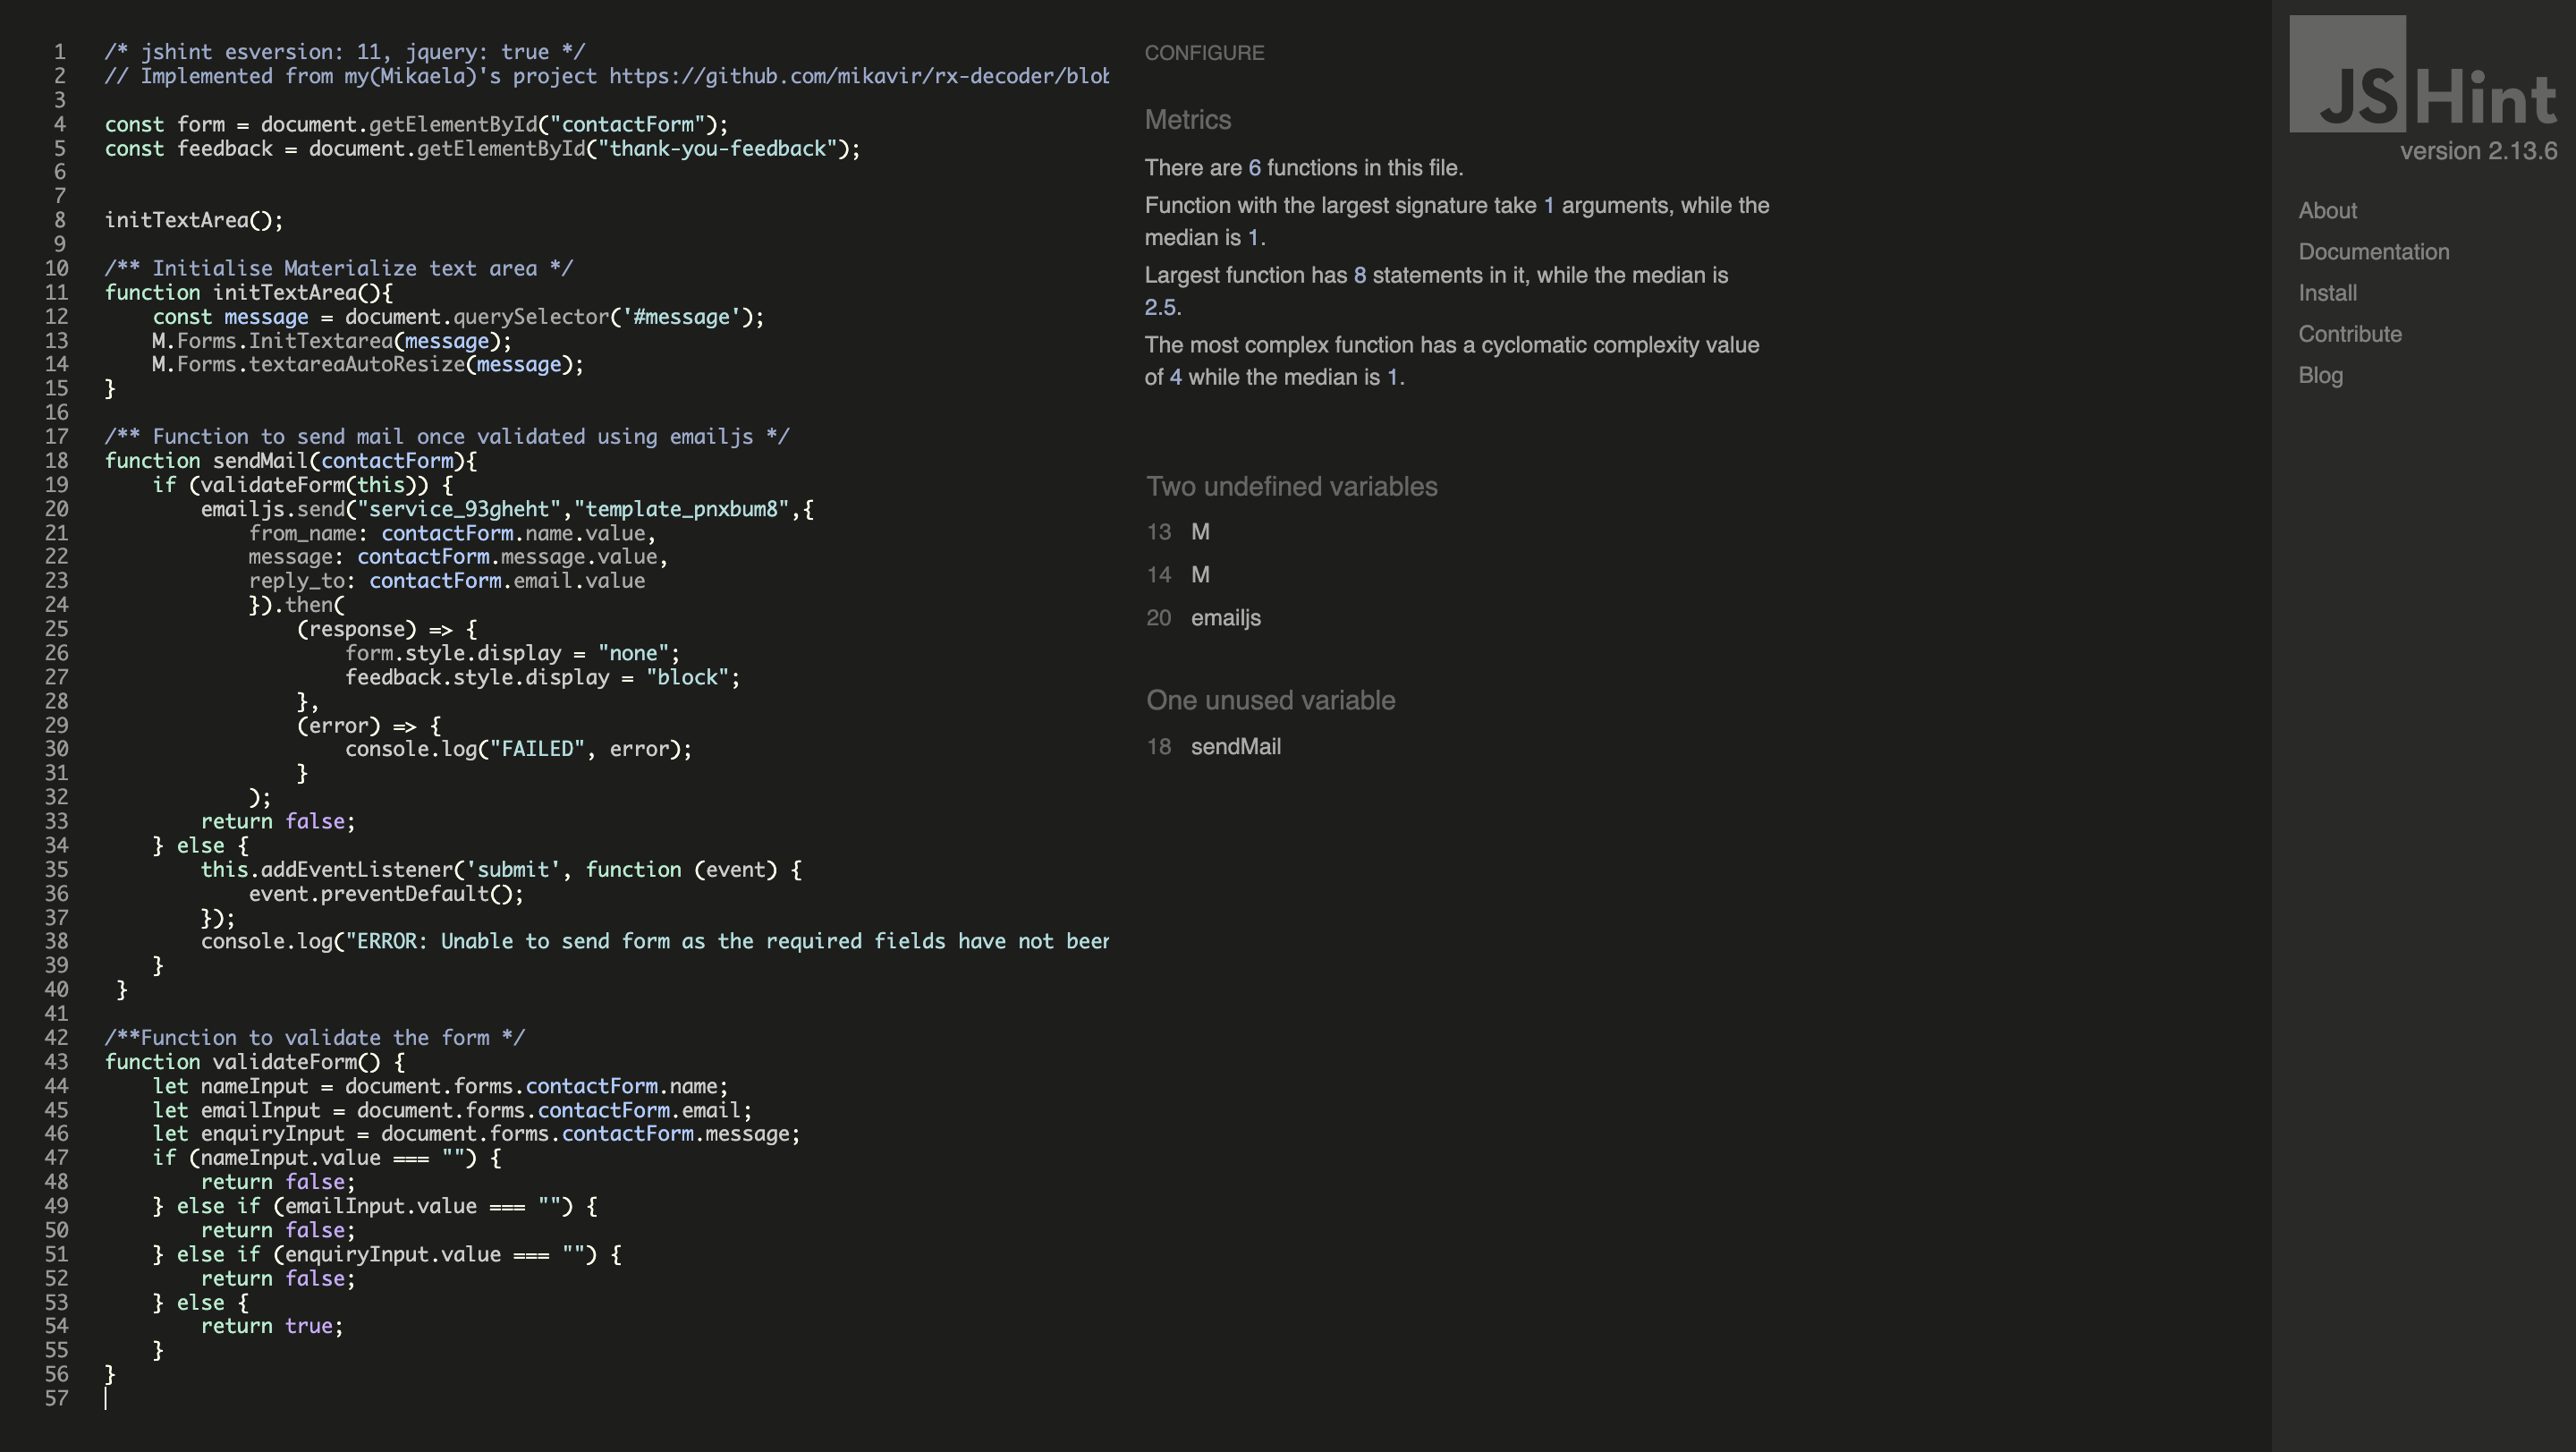 1 /* jshint esversion: 11, jquery: true */
2 // Implemented from my(Mikaela)'s project https://github.com/mikavir/rx-decoder/blob
3
4 const form = document.getElementById("contactForm");
5 const feedback = document.getElementById("thank-you-feedback");
6
7
8 initTextArea();
9
10 /** Initialise Materialize text area */
11 function initTextArea(){
12 const message = document.querySelector('#message');
13 M.Forms.InitTextarea(message);
14 M.Forms.textareaAutoResize(message);
15 }
16
17 /** Function to send mail once validated using emailjs */
18 function sendMail(contactForm){
19 if (validateForm(this)) {
20 emailjs.send("service_93gheht","template_pnxbum8",{
21 from_name: contactForm.name.value,
22 message: contactForm.message.value,
23 reply_to: contactForm.email.value
24 }).then(
25 (response) => {
26 form.style.display = "none";
27 feedback.style.display = "block";
28 },
29 (error) => {
30 console.log("FAILED", error);
31 }
32 );
33 return false;
34 } else {
35 this.addEventListener('submit', function (event) {
36 event.preventDefault();
37 });
38 console.log("ERROR: Unable to send form as the required fields have not been
39 }
40 }
41
42 /**Function to validate the form */
43 function validateForm() {
44 let nameInput = document.forms.contactForm.name;
45 let emailInput = document.forms.contactForm.email;
46 let enquiryInput = document.forms.contactForm.message;
47 if (nameInput.value === "") {
48 return false;
49 } else if (emailInput.value === "") {
50 return false;
51 } else if (enquiryInput.value === "") {
52 return false;
53 } else {
54 return true;
55 }
56 }
57
CONFIGURE
Metrics
There are 6 functions in this file.
Function with the largest signature take 1 arguments, while the
median is 1.
Largest function has 8 statements in it, while the median is
2.5.
The most complex function has a cyclomatic complexity value
of 4 while the median is 1.
Two undefined variables
13 M
14 M
20 emailjs
One unused variable
18 sendMail
JSHint
version 2.13.6
About
Documentation
Install
Contribute
Blog